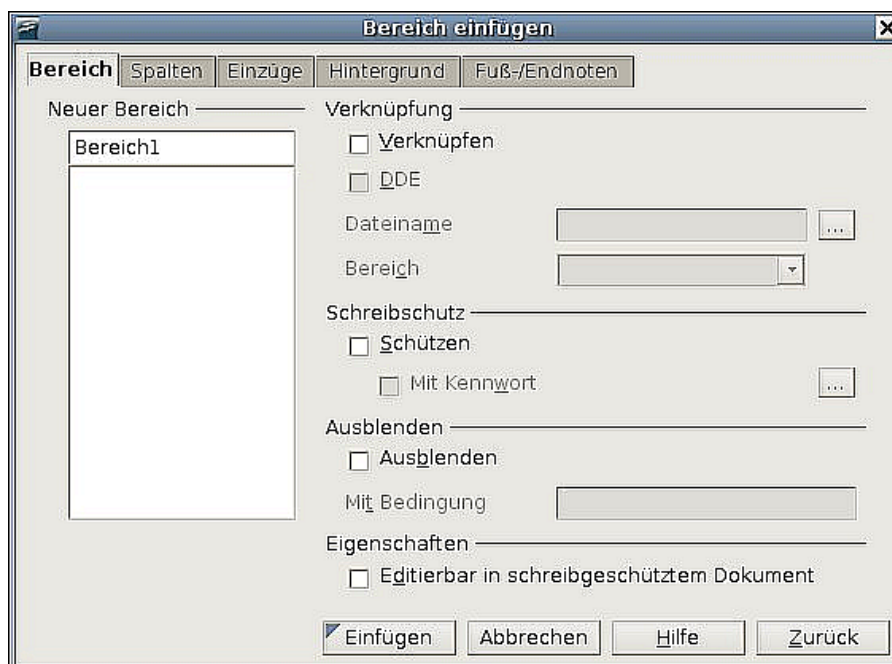 Bereich einfügen
Bereich Spalten Einzüge Hintergrund Fuß-/Endnoten
Neuer Bereich
Bereich1
Verknüpfung
Verknüpfen
DDE
Dateiname ...
Bereich
Schreibschutz
Schützen
Mit Kennwort ...
Ausblenden
Ausblenden
Mit Bedingung
Eigenschaften
Editierbar in schreibgeschütztem Dokument
Einfügen Abbrechen Hilfe Zurück